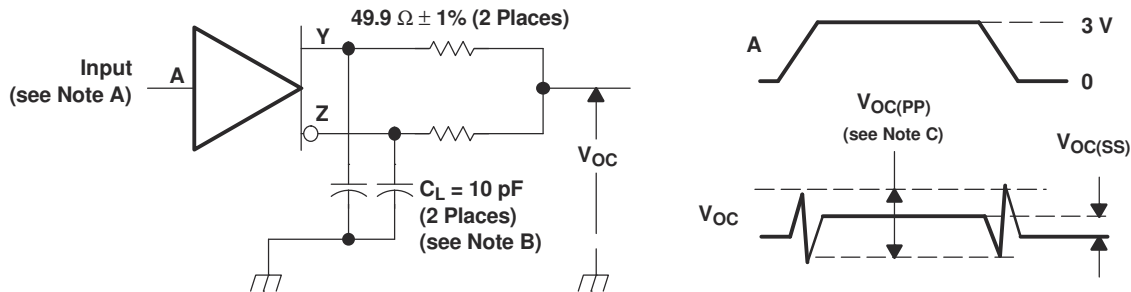 49.9 Ω ± 1% (2 Places)
Y
Input
(see Note A)
A
Z
V_OC
C_L = 10 pF
(2 Places)
(see Note B)
A
3 V
0
V_OC(PP)
(see Note C)
V_OC(SS)
V_OC